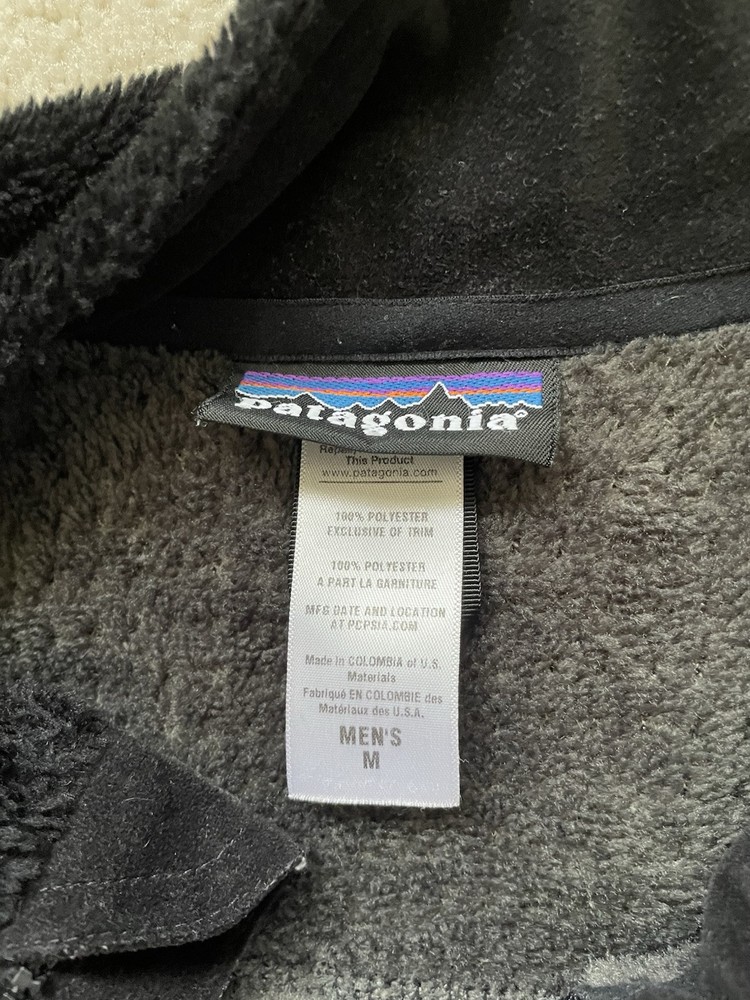 patagonia®
This Product
www.patagonia.com
100% POLYESTER
EXCLUSIVE OF TRIM
100% POLYESTER
A PART LA GARNITURE
MFG DATE AND LOCATION
AT PCPSIA.COM
Made in COLOMBIA of U.S.
Materials
Fabriqué EN COLOMBIE des
Matériaux des U.S.A.
MEN'S
M